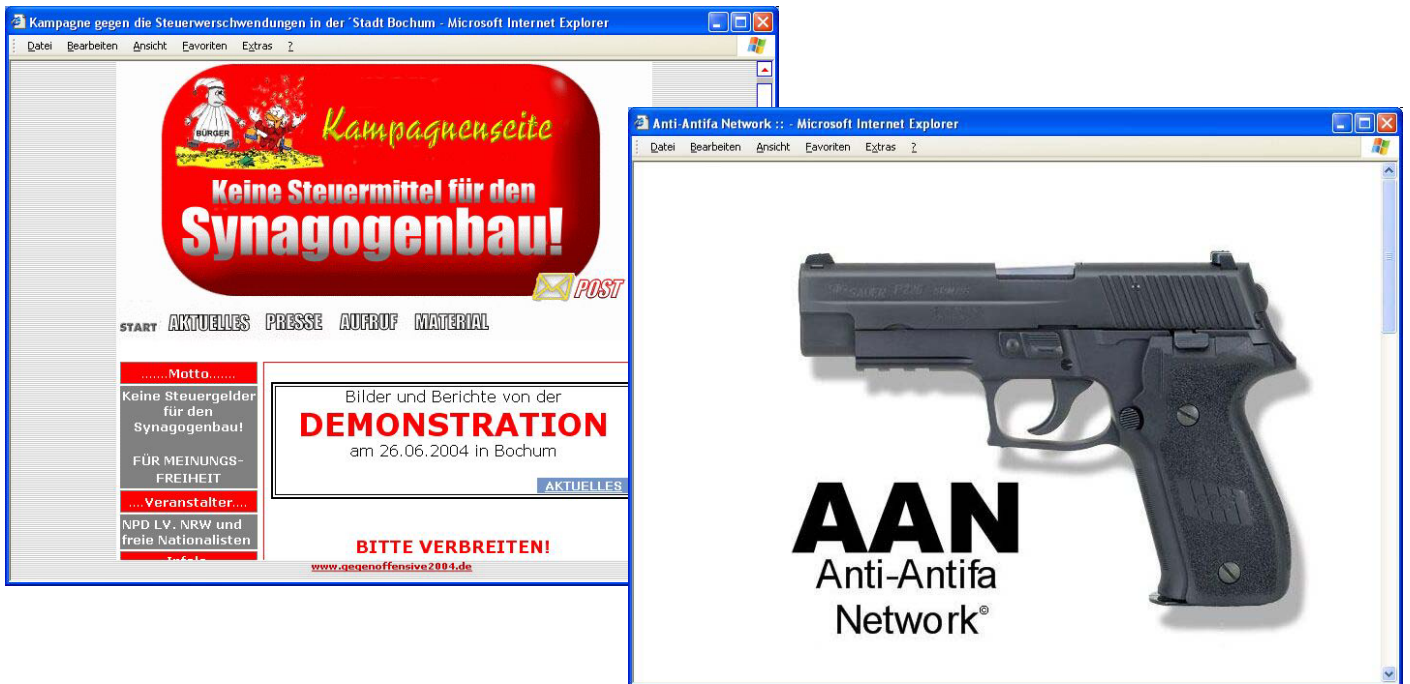 Kampagne gegen die Steuerwerschwendungen in der ´Stadt Bochum - Microsoft Internet Explorer
Datei Bearbeiten Ansicht Favoriten Extras ?
BÜRGER
Kampagnenseite
Keine Steuermittel für den
Synagogenbau!
POST
START AKTUELLES PRESSE AUFRUF MATERIAL
.......Motto.......
Keine Steuergelder
für den
Synagogenbau!
FÜR MEINUNGS-
FREIHEIT
....Veranstalter....
NPD LV. NRW und
freie Nationalisten
Bilder und Berichte von der
DEMONSTRATION
am 26.06.2004 in Bochum
AKTUELLES
BITTE VERBREITEN!
www.gegenoffensive2004.de
Anti-Antifa Network :: - Microsoft Internet Explorer
Datei Bearbeiten Ansicht Favoriten Extras ?
SIG SAUER
AAN
Anti-Antifa
Network©